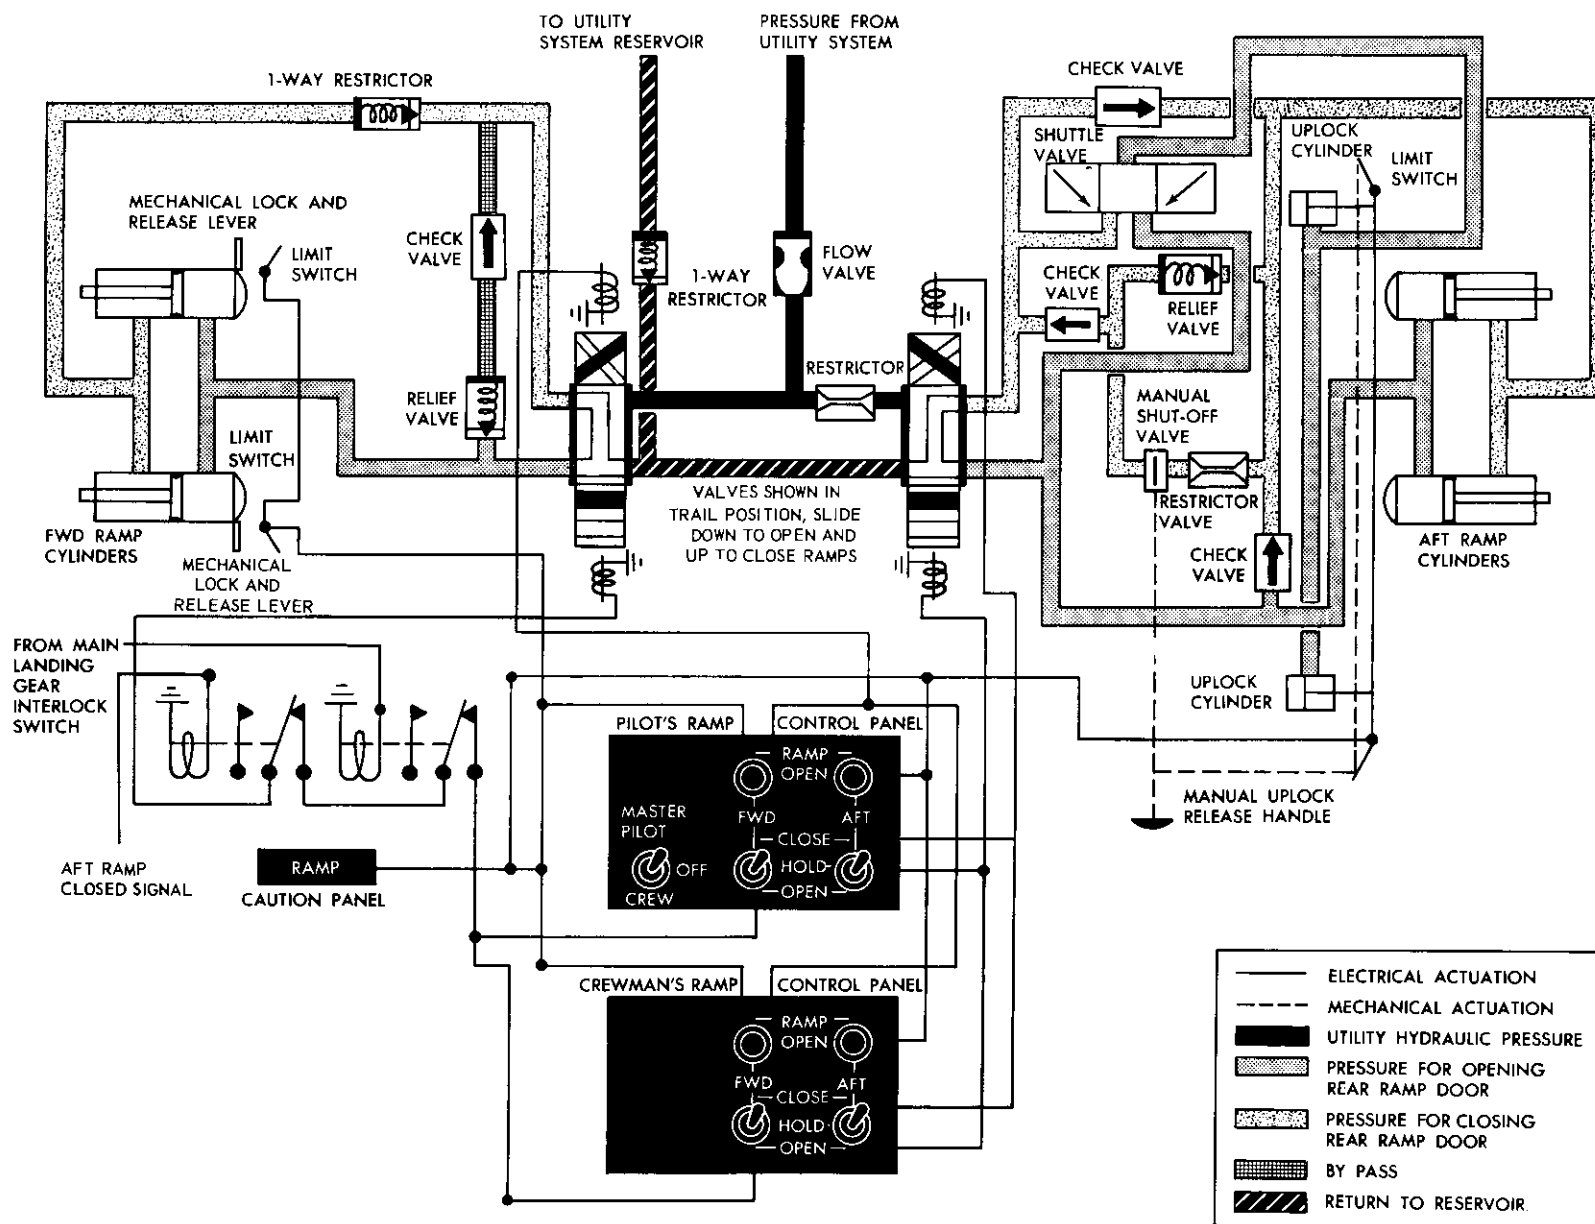 TO UTILITY
SYSTEM RESERVOIR
PRESSURE FROM
UTILITY SYSTEM
1-WAY RESTRICTOR
CHECK VALVE
SHUTTLE
VALVE
UPLOCK
CYLINDER
LIMIT
SWITCH
MECHANICAL LOCK AND
RELEASE LEVER
LIMIT
SWITCH
CHECK
VALVE
1-WAY
RESTRICTOR
FLOW
VALVE
CHECK
VALVE
RELIEF
VALVE
RESTRICTOR
RELIEF
VALVE
MANUAL
SHUT-OFF
VALVE
LIMIT
SWITCH
RESTRICTOR
VALVE
VALVES SHOWN IN
TRAIL POSITION, SLIDE
DOWN TO OPEN AND
UP TO CLOSE RAMPS
FWD RAMP
CYLINDERS
MECHANICAL
LOCK AND
RELEASE LEVER
CHECK
VALVE
AFT RAMP
CYLINDERS
FROM MAIN
LANDING
GEAR
INTERLOCK
SWITCH
UPLOCK
CYLINDER
PILOT'S RAMP CONTROL PANEL
RAMP
OPEN
MASTER
PILOT
OFF
CREW
FWD AFT
CLOSE
HOLD
OPEN
MANUAL UPLOCK
RELEASE HANDLE
AFT RAMP
CLOSED SIGNAL
RAMP
CAUTION PANEL
CREWMAN'S RAMP CONTROL PANEL
RAMP
OPEN
FWD AFT
CLOSE
HOLD
OPEN
ELECTRICAL ACTUATION
MECHANICAL ACTUATION
UTILITY HYDRAULIC PRESSURE
PRESSURE FOR OPENING
REAR RAMP DOOR
PRESSURE FOR CLOSING
REAR RAMP DOOR
BY PASS
RETURN TO RESERVOIR